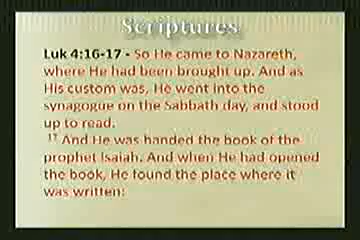 Scriptures
Luk 4:16-17 - So He came to Nazareth,
where He had been brought up. And as
His custom was, He went into the
synagogue on the Sabbath day, and stood
up to read.
17 And He was handed the book of the
prophet Isaiah. And when He had opened
the book, He found the place where it
was written: